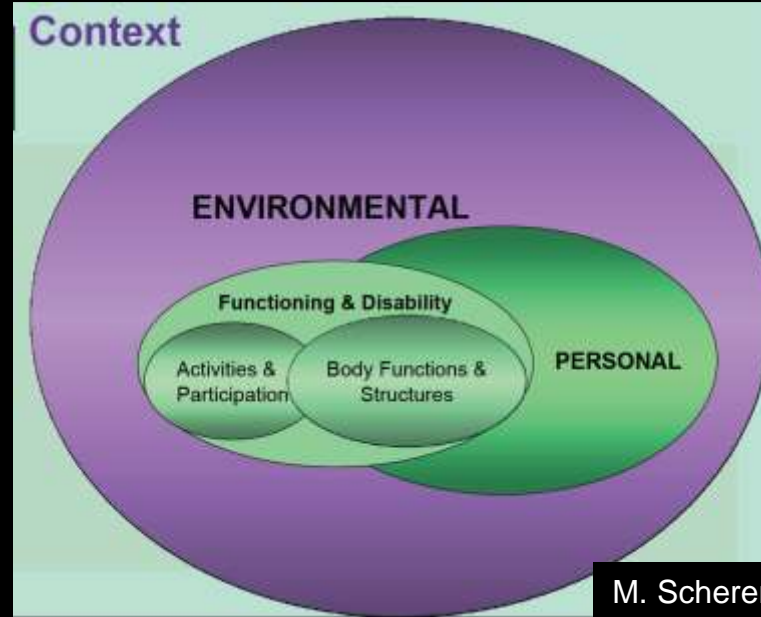 Context
ENVIRONMENTAL
Functioning & Disability
Activities &
Participation
Body Functions &
Structures
PERSONAL
M. Scherer